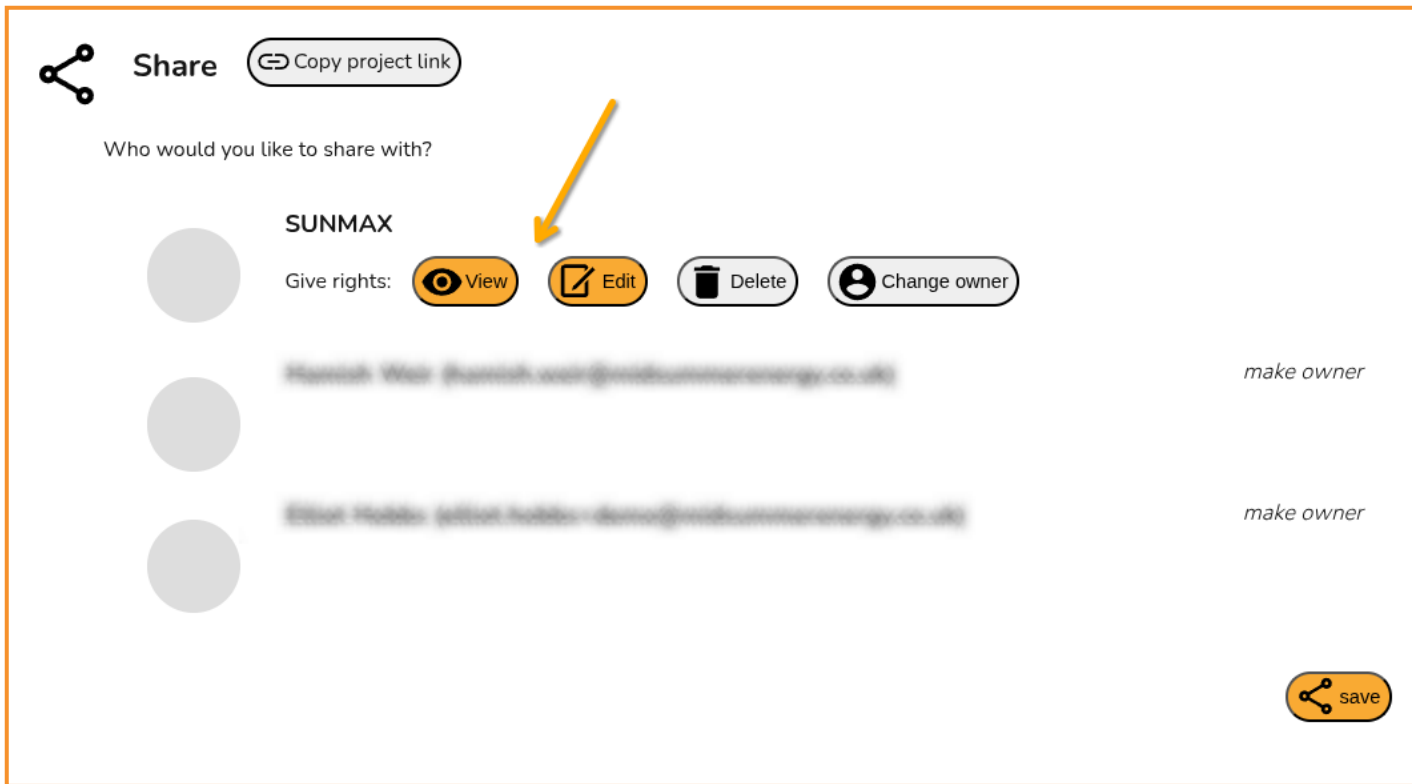 Share
Copy project link
Who would you like to share with?
SUNMAX
Give rights: View Edit Delete Change owner
make owner
make owner
save